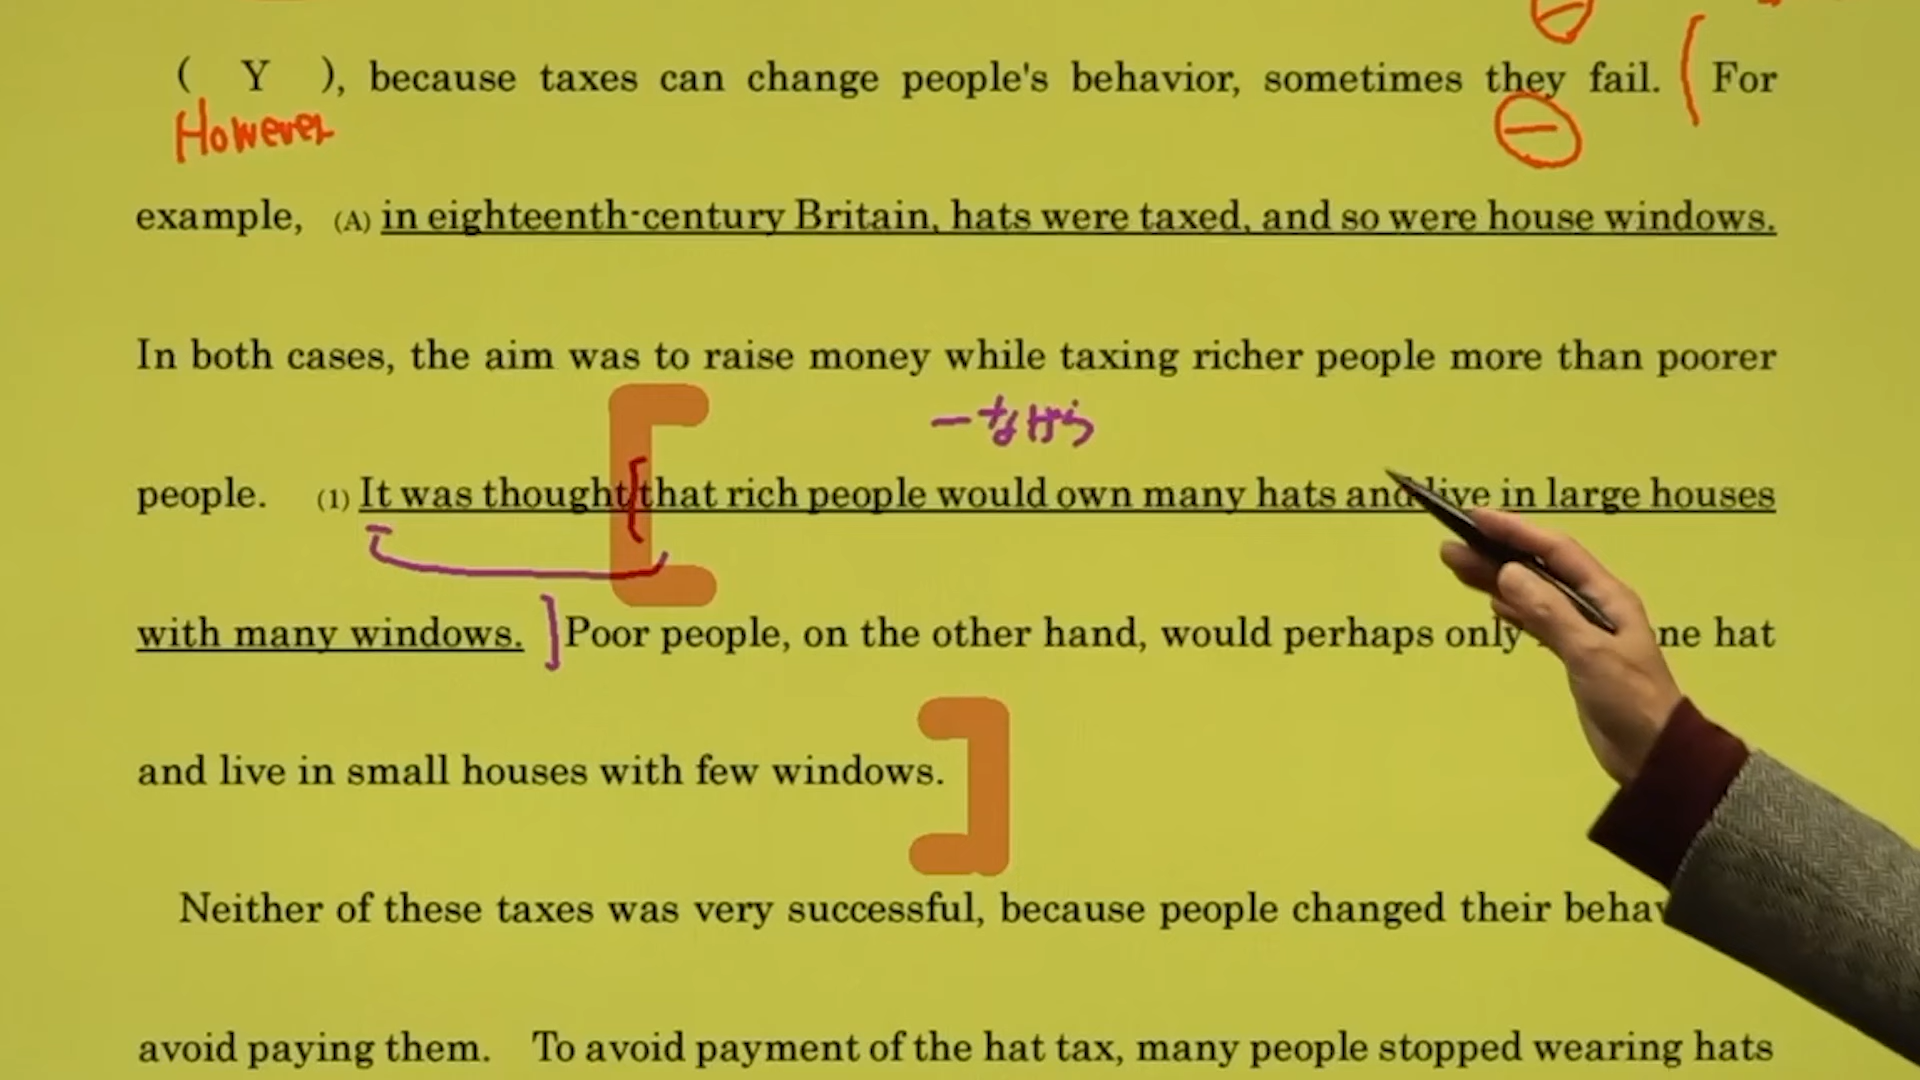 ( Y ), because taxes can change people's behavior, sometimes they fail. ( For
However
example, (A) in eighteenth-century Britain, hats were taxed, and so were house windows.
In both cases, the aim was to raise money while taxing richer people more than poorer
ーながら
people. (1) It was thought that rich people would own many hats and live in large houses
with many windows. Poor people, on the other hand, would perhaps only ne hat
and live in small houses with few windows.
Neither of these taxes was very successful, because people changed their behav
avoid paying them. To avoid payment of the hat tax, many people stopped wearing hats